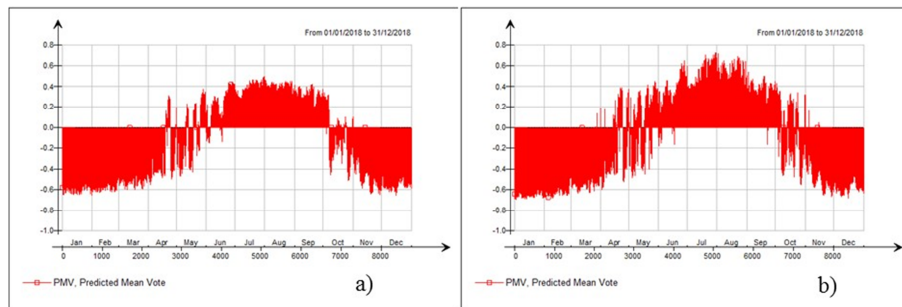 From 01/01/2018 to 31/12/2018
0.8
0.6
0.4
0.2
0.0
-0.2
-0.4
-0.6
-0.8
-1.0
Jan Feb Mar Apr May Jun Jul Aug Sep Oct Nov Dec
0 1000 2000 3000 4000 5000 6000 7000 8000
PMV, Predicted Mean Vote
a)
From 01/01/2018 to 31/12/2018
0.8
0.6
0.4
0.2
0.0
-0.2
-0.4
-0.6
-0.8
-1.0
Jan Feb Mar Apr May Jun Jul Aug Sep Oct Nov Dec
0 1000 2000 3000 4000 5000 6000 7000 8000
PMV, Predicted Mean Vote
b)